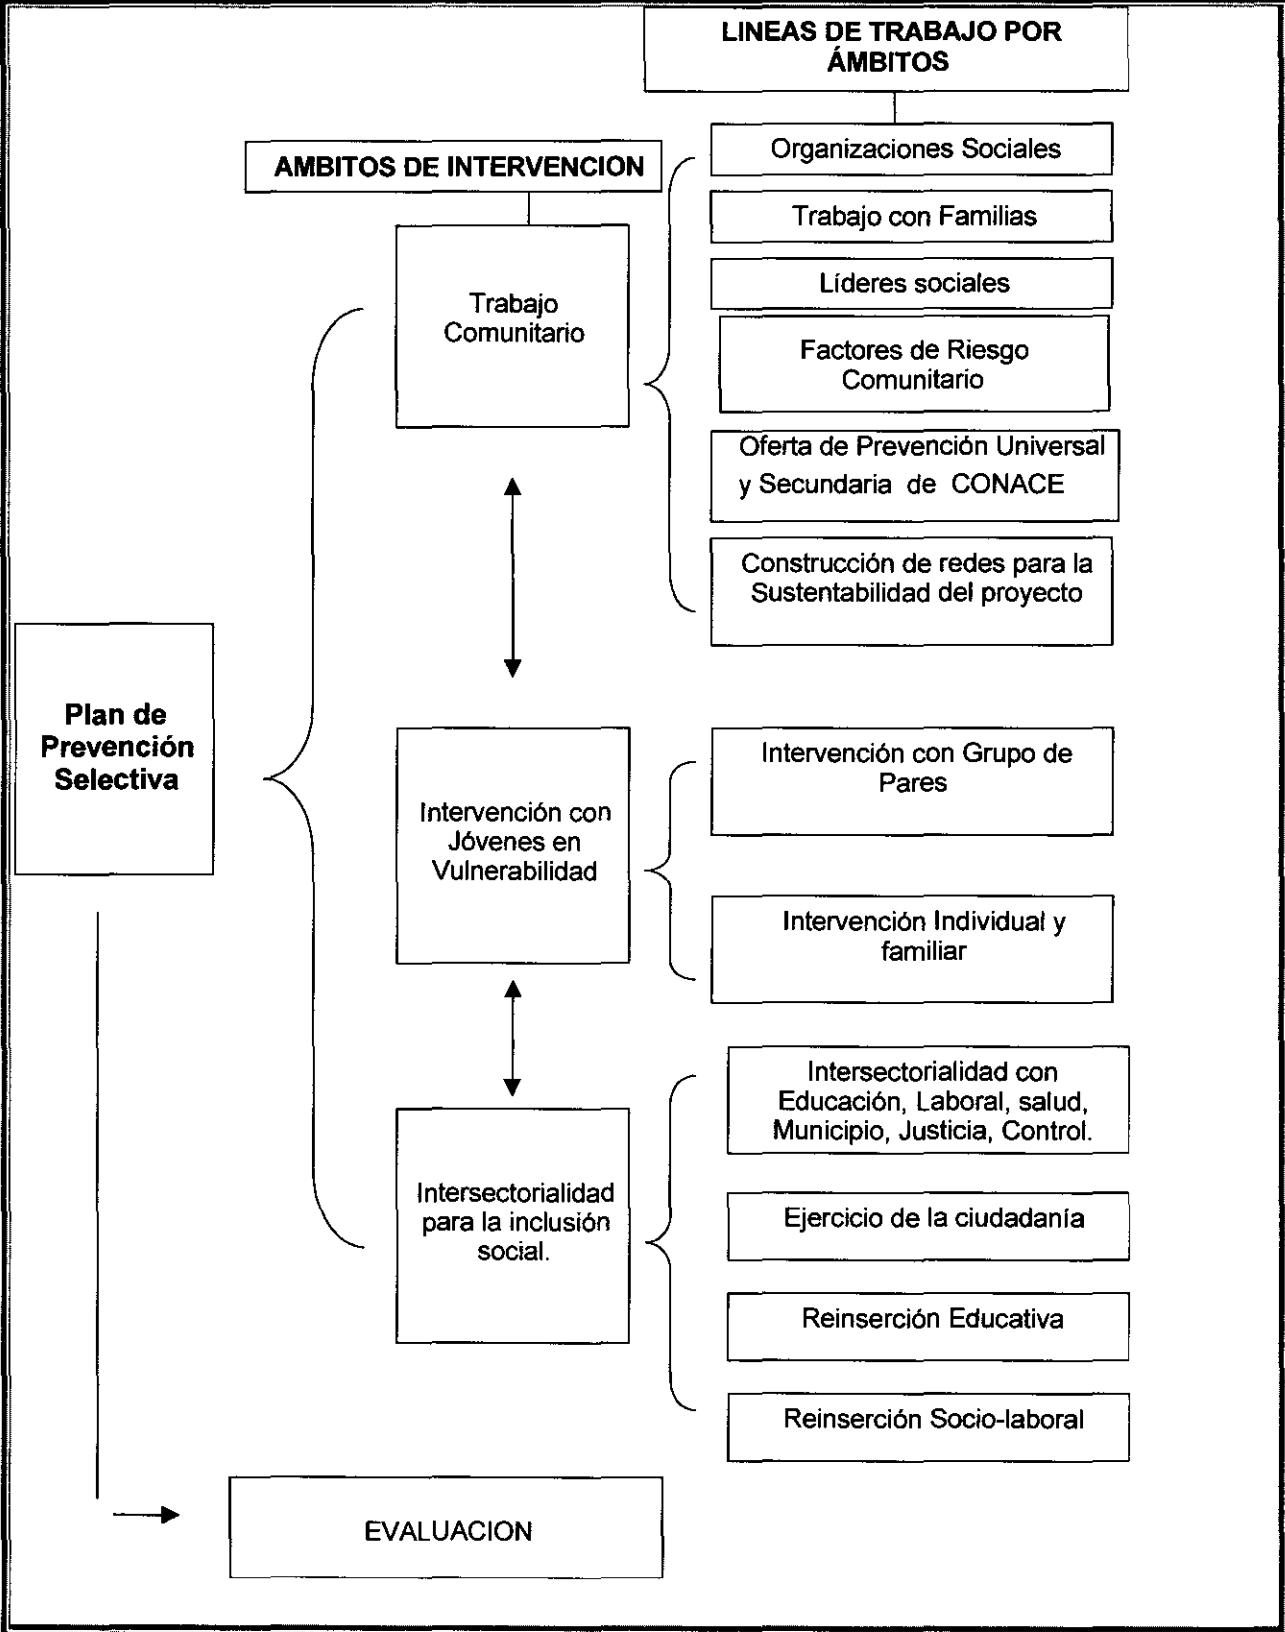 LINEAS DE TRABAJO POR
ÁMBITOS
AMBITOS DE INTERVENCION
Organizaciones Sociales
Trabajo con Familias
Líderes sociales
Trabajo
Comunitario
Factores de Riesgo
Comunitario
Oferta de Prevención Universal
y Secundaria de CONACE
Construcción de redes para la
Sustentabilidad del proyecto
Plan de
Prevención
Selectiva
Intervención con
Jóvenes en
Vulnerabilidad
Intervención con Grupo de
Pares
Intervención Individual y
familiar
Intersectorialidad
para la inclusión
social.
Intersectorialidad con
Educación, Laboral, salud,
Municipio, Justicia, Control.
Ejercicio de la ciudadanía
Reinserción Educativa
Reinserción Socio-laboral
EVALUACION